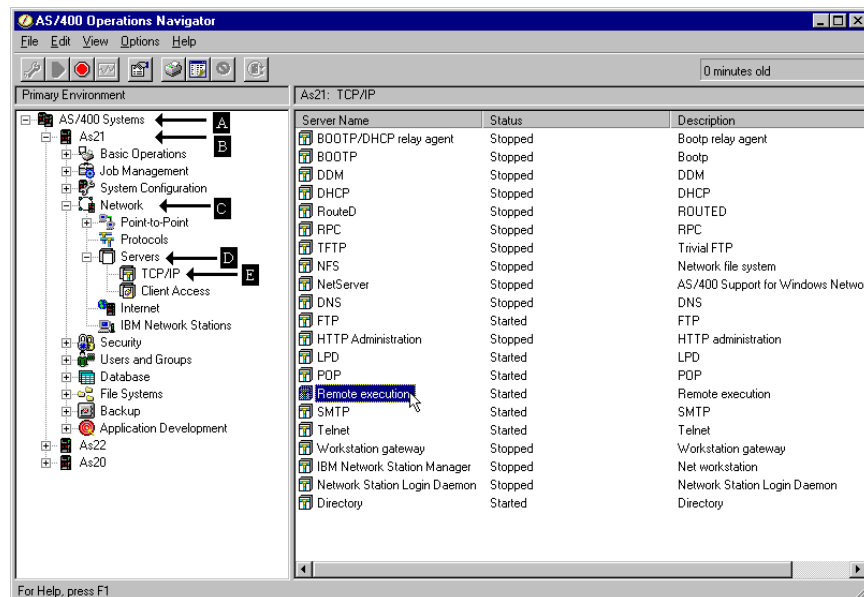 AS/400 Operations Navigator
File Edit View Options Help
0 minutes old
Primary Environment
As21: TCP/IP
AS/400 Systems A
As21 B
Basic Operations
Job Management
System Configuration
Network C
Point-to-Point
Protocols
Servers D
TCP/IP E
Client Access
Internet
IBM Network Stations
Security
Users and Groups
Database
File Systems
Backup
Application Development
As22
As20
Server Name Status Description
BOOTP/DHCP relay agent Stopped Bootp relay agent
BOOTP Stopped Bootp
DDM Stopped DDM
DHCP Stopped DHCP
RouteD Stopped ROUTED
RPC Stopped RPC
TFTP Stopped Trivial FTP
NFS Stopped Network file system
NetServer Stopped AS/400 Support for Windows Netwo
DNS Stopped DNS
FTP Started FTP
HTTP Administration Stopped HTTP administration
LPD Started LPD
POP Started POP
Remote execution Started Remote execution
SMTP Started SMTP
Telnet Started Telnet
Workstation gateway Stopped Workstation gateway
IBM Network Station Manager Stopped Net workstation
Network Station Login Daemon Stopped Network Station Login Daemon
Directory Started Directory
For Help, press F1